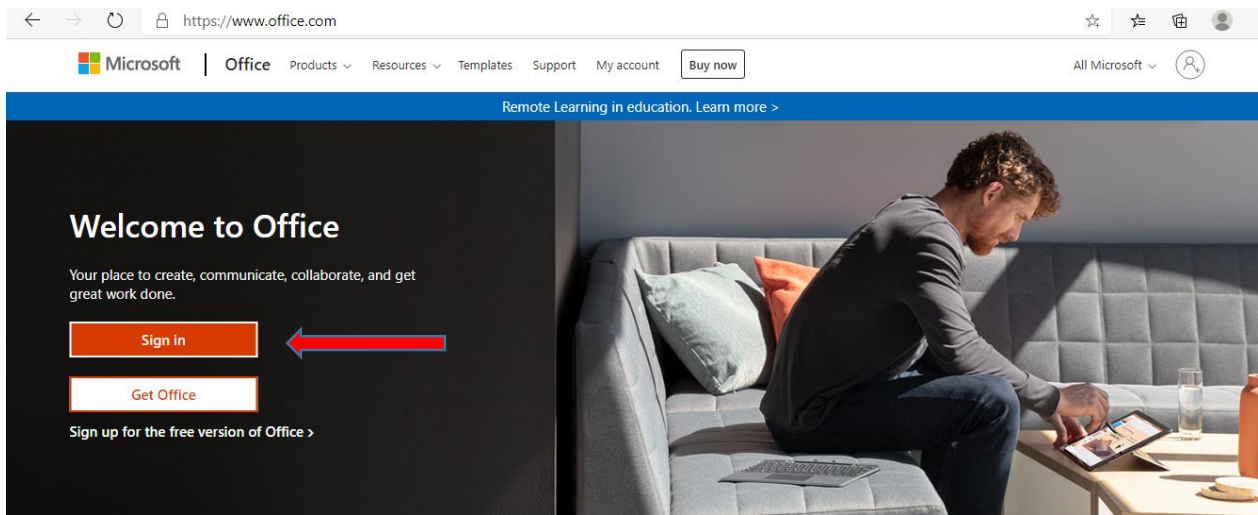 https://www.office.com
Microsoft | Office Products Resources Templates Support My account Buy now All Microsoft
Remote Learning in education. Learn more >
Welcome to Office
Your place to create, communicate, collaborate, and get
great work done.
Sign in
Get Office
Sign up for the free version of Office >